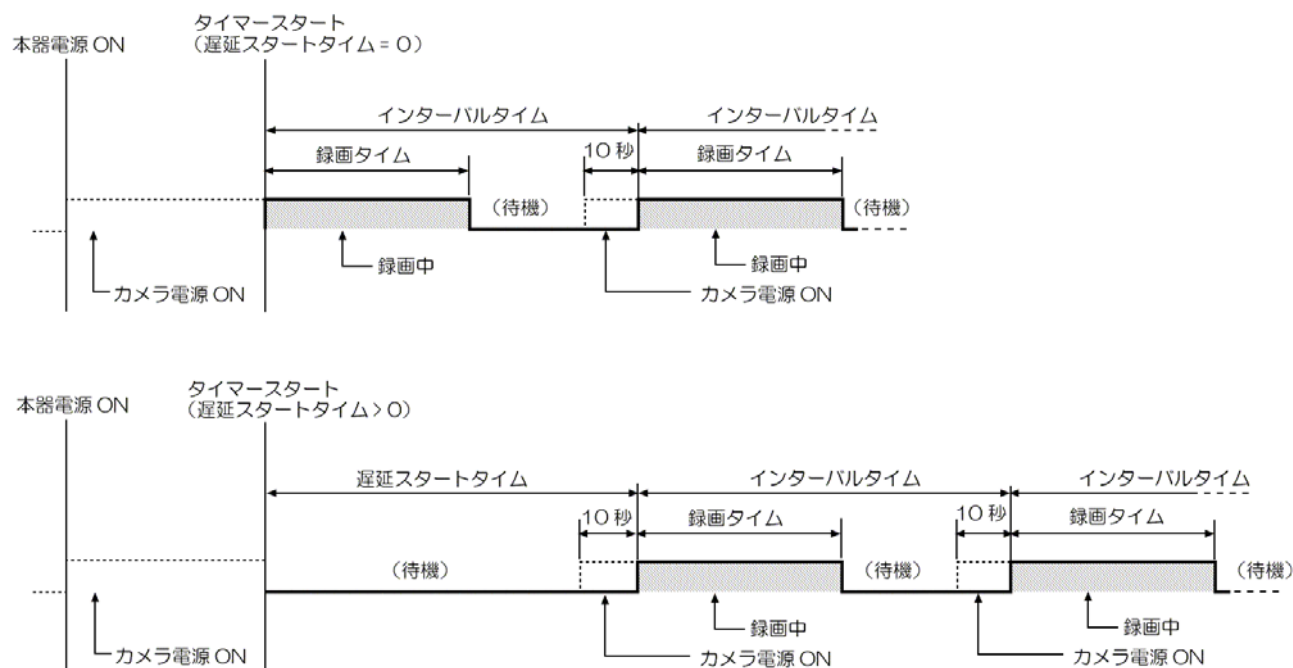 タイマースタート
本器電源 ON
（遅延スタートタイム = 0）
インターバルタイム
インターバルタイム
録画タイム
10 秒
録画タイム
（待機）
（待機）
録画中
録画中
カメラ電源 ON
カメラ電源 ON
タイマースタート
本器電源 ON
（遅延スタートタイム > 0）
遅延スタートタイム
インターバルタイム
インターバルタイム
10 秒
録画タイム
10 秒
録画タイム
（待機）
（待機）
（待機）
録画中
録画中
カメラ電源 ON
カメラ電源 ON
カメラ電源 ON